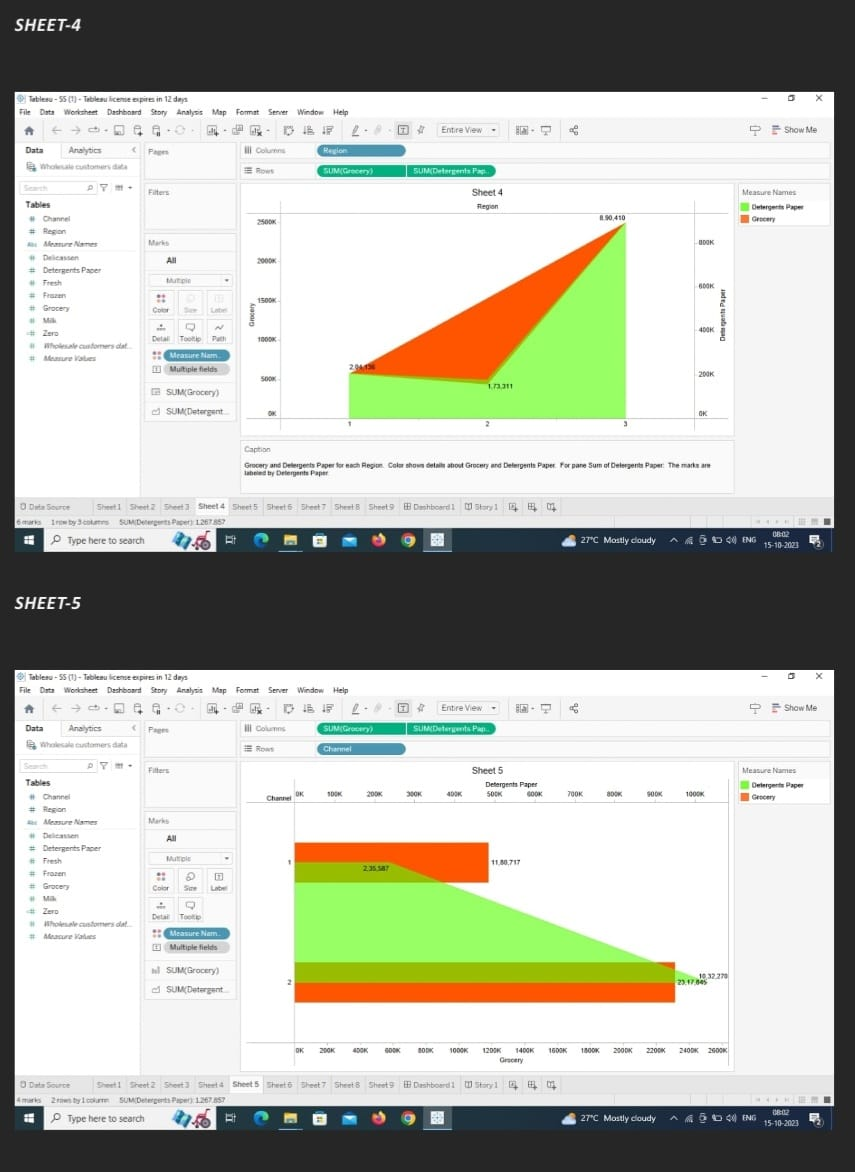 SHEET-4
Tableau - SS (1) - Tableau license expires in 12 days
File Data Worksheet Dashboard Story Analysis Map Format Server Window Help
Entire View
Show Me
Data Analytics
Wholesale customers data
Search
Tables
Channel
Region
Abc Measure Names
Delicassen
Detergents Paper
Fresh
Frozen
Grocery
Milk
Zero
Wholesale customers dat...
Measure Values
Pages
Filters
Marks
All
Multiple
Color Size Label
Detail Tooltip Path
Measure Nam..
Multiple fields
SUM(Grocery)
SUM(Detergent...
Columns Region
Rows SUM(Grocery) SUM(Detergents Pap..
Sheet 4
Region
2500K
2000K
1500K
1000K
500K
0K
Grocery
8,90,410
2,04,136
1,73,311
1 2 3
800K
600K
400K
200K
0K
Detergents Paper
Measure Names
Detergents Paper
Grocery
Caption
Grocery and Detergents Paper for each Region. Color shows details about Grocery and Detergents Paper. For pane Sum of Detergents Paper: The marks are
labeled by Detergents Paper.
Data Source Sheet 1 Sheet 2 Sheet 3 Sheet 4 Sheet 5 Sheet 6 Sheet 7 Sheet 8 Sheet 9 Dashboard 1 Story 1
6 marks 1 row by 3 columns SUM(Detergents Paper): 1,267,857
Type here to search
27°C Mostly cloudy
ENG
08:02
15-10-2023
2
SHEET-5
Tableau - SS (1) - Tableau license expires in 12 days
File Data Worksheet Dashboard Story Analysis Map Format Server Window Help
Entire View
Show Me
Data Analytics
Wholesale customers data
Search
Tables
Channel
Region
Abc Measure Names
Delicassen
Detergents Paper
Fresh
Frozen
Grocery
Milk
Zero
Wholesale customers dat...
Measure Values
Pages
Filters
Marks
All
Multiple
Color Size Label
Detail Tooltip
Measure Nam..
Multiple fields
SUM(Grocery)
SUM(Detergent...
Columns SUM(Grocery) SUM(Detergents Pap..
Rows Channel
Sheet 5
Detergents Paper
Channel 0K 100K 200K 300K 400K 500K 600K 700K 800K 900K 1000K
1
11,80,717
2,35,587
2
10,32,270
23,17,845
0K 200K 400K 600K 800K 1000K 1200K 1400K 1600K 1800K 2000K 2200K 2400K 2600K
Grocery
Measure Names
Detergents Paper
Grocery
Data Source Sheet 1 Sheet 2 Sheet 3 Sheet 4 Sheet 5 Sheet 6 Sheet 7 Sheet 8 Sheet 9 Dashboard 1 Story 1
4 marks 2 rows by 1 column SUM(Detergents Paper): 1,267,857
Type here to search
27°C Mostly cloudy
ENG
08:02
15-10-2023
2